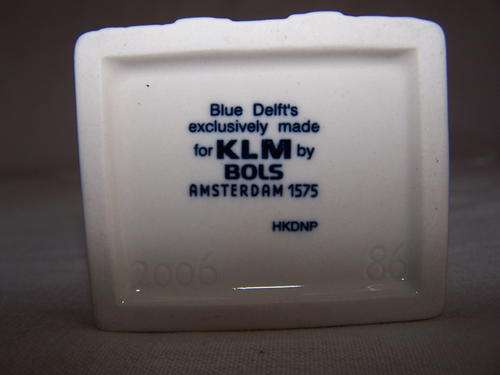 Blue Delft's
exclusively made
for KLM by
BOLS
AMSTERDAM 1575
HKDNP
2006 86